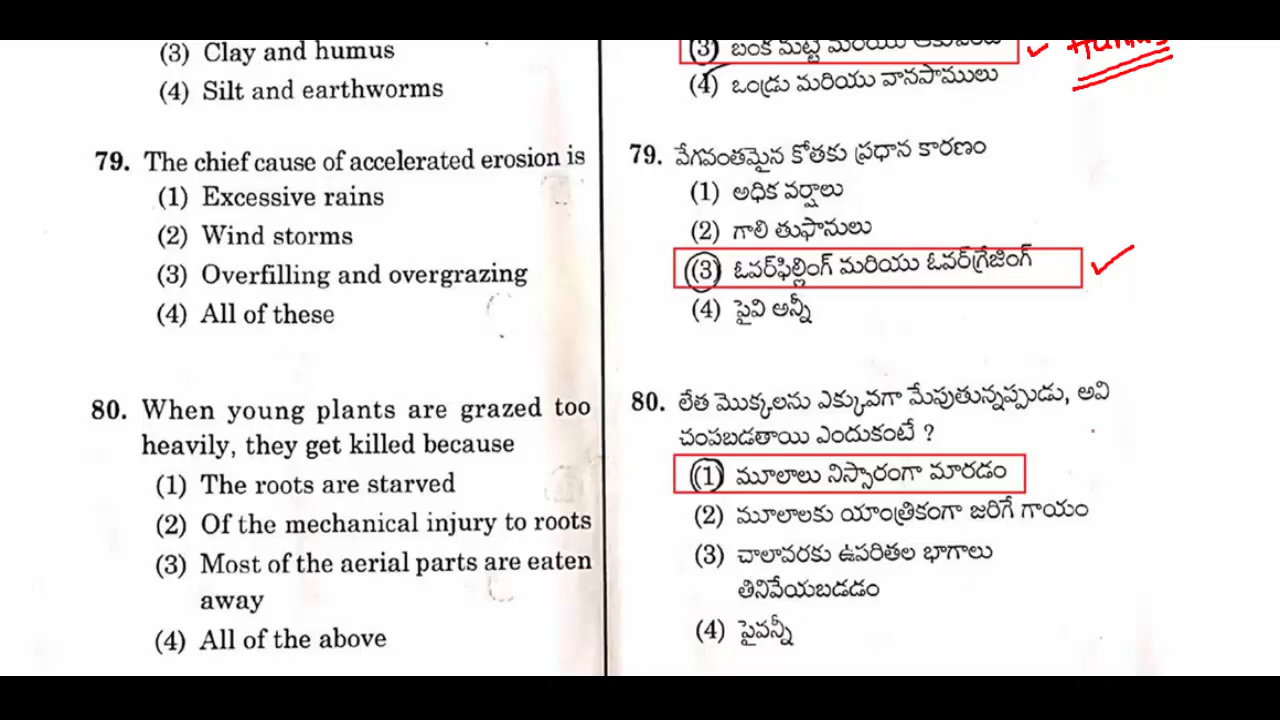 (3) Clay and humus
(4) Silt and earthworms
79. The chief cause of accelerated erosion is
(1) Excessive rains
(2) Wind storms
(3) Overfilling and overgrazing
(4) All of these
80. When young plants are grazed too
heavily, they get killed because
(1) The roots are starved
(2) Of the mechanical injury to roots
(3) Most of the aerial parts are eaten
away
(4) All of the above
(3) బంక మట్టి మరియు
(4) ఒండ్రు మరియు వానపాములు
79. వేగవంతమైన కోతకు ప్రధాన కారణం
(1) అధిక వర్షాలు
(2) గాలి తుఫానులు
(3) ఓవర్‌ఫిల్లింగ్ మరియు ఓవర్‌గ్రేజింగ్
(4) పైవి అన్నీ
80. లేత మొక్కలను ఎక్కువగా మేపుతున్నప్పుడు, అవి
చంపబడతాయి ఎందుకంటే ?
(1) మూలాలు నిస్సారంగా మారడం
(2) మూలాలకు యాంత్రికంగా జరిగే గాయం
(3) చాలావరకు ఉపరితల భాగాలు
తినివేయబడడం
(4) పైవన్నీ